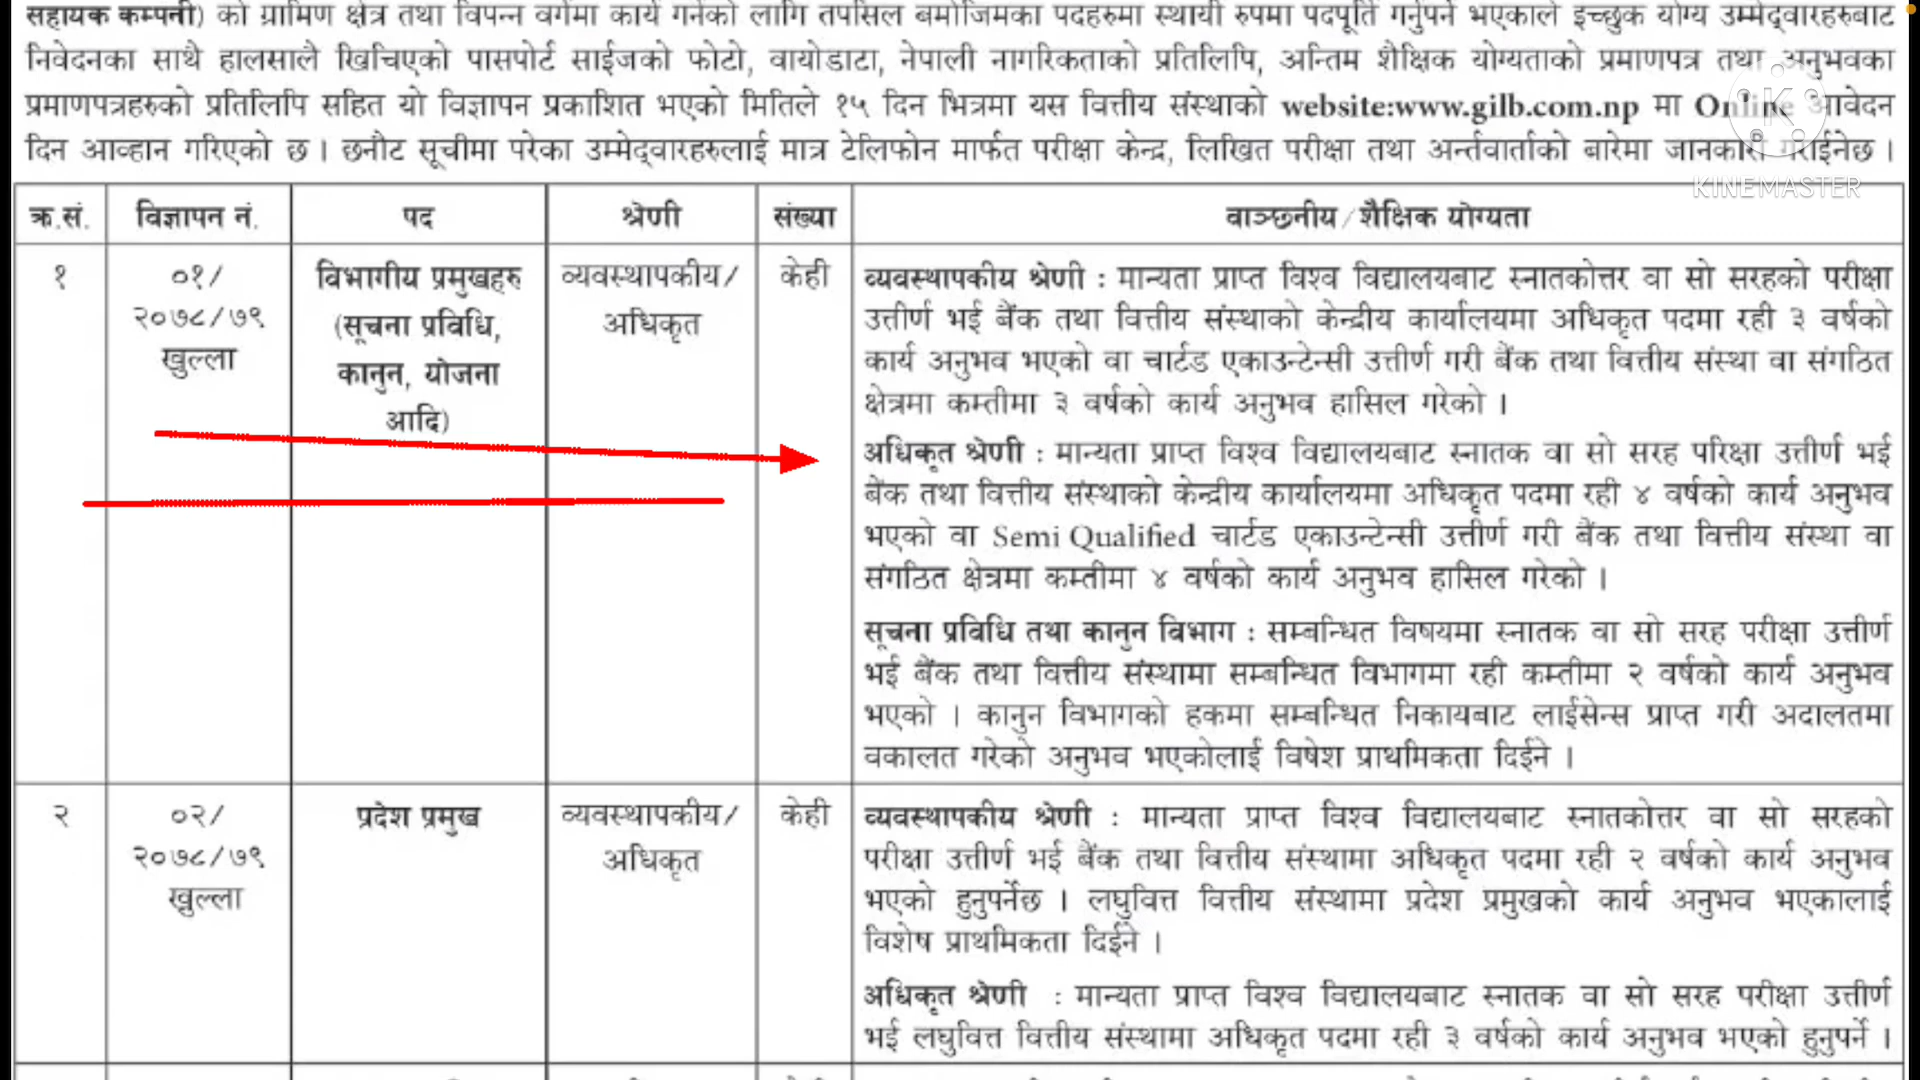 सहायक कम्पनी) को ग्रामिण क्षेत्र तथा विपन्न वर्गमा कार्य गर्नको लागि तपसिल बमोजिमका पदहरुमा स्थायी रुपमा पदपूर्ति गर्नुपर्ने भएकाले इच्छुक योग्य उम्मेद्वारहरुबाट
निवेदनका साथै हालसालै खिचिएको पासपोर्ट साईजको फोटो, वायोडाटा, नेपाली नागरिकताको प्रतिलिपि, अन्तिम शैक्षिक योग्यताको प्रमाणपत्र तथा अनुभवका
प्रमाणपत्रहरुको प्रतिलिपि सहित यो विज्ञापन प्रकाशित भएको मितिले १५ दिन भित्रमा यस वित्तीय संस्थाको website:www.gilb.com.np मा Online आवेदन
दिन आव्हान गरिएको छ । छनौट सूचीमा परेका उम्मेद्वारहरुलाई मात्र टेलिफोन मार्फत परीक्षा केन्द्र, लिखित परीक्षा तथा अर्न्तवार्ताको बारेमा जानकारी गराईनेछ ।
K
KINEMASTER
क्र.सं. विज्ञापन नं. पद श्रेणी संख्या वाञ्छनीय/शैक्षिक योग्यता
१ ०१/ विभागीय प्रमुखहरु व्यवस्थापकीय/ केही व्यवस्थापकीय श्रेणी : मान्यता प्राप्त विश्व विद्यालयबाट स्नातकोत्तर वा सो सरहको परीक्षा
२०७८/७९ (सूचना प्रविधि, अधिकृत उत्तीर्ण भई बैंक तथा वित्तीय संस्थाको केन्द्रीय कार्यालयमा अधिकृत पदमा रही ३ वर्षको
खुल्ला कानुन, योजना कार्य अनुभव भएको वा चार्टड एकाउन्टेन्सी उत्तीर्ण गरी बैंक तथा वित्तीय संस्था वा संगठित
आदि) क्षेत्रमा कम्तीमा ३ वर्षको कार्य अनुभव हासिल गरेको ।
अधिकृत श्रेणी : मान्यता प्राप्त विश्व विद्यालयबाट स्नातक वा सो सरह परिक्षा उत्तीर्ण भई
बैंक तथा वित्तीय संस्थाको केन्द्रीय कार्यालयमा अधिकृत पदमा रही ४ वर्षको कार्य अनुभव
भएको वा Semi Qualified चार्टड एकाउन्टेन्सी उत्तीर्ण गरी बैंक तथा वित्तीय संस्था वा
संगठित क्षेत्रमा कम्तीमा ४ वर्षको कार्य अनुभव हासिल गरेको ।
सूचना प्रविधि तथा कानुन विभाग : सम्बन्धित विषयमा स्नातक वा सो सरह परीक्षा उत्तीर्ण
भई बैंक तथा वित्तीय संस्थामा सम्बन्धित विभागमा रही कम्तीमा २ वर्षको कार्य अनुभव
भएको । कानुन विभागको हकमा सम्बन्धित निकायबाट लाईसेन्स प्राप्त गरी अदालतमा
वकालत गरेको अनुभव भएकोलाई विषेश प्राथमिकता दिईने ।
२ ०२/ प्रदेश प्रमुख व्यवस्थापकीय/ केही व्यवस्थापकीय श्रेणी : मान्यता प्राप्त विश्व विद्यालयबाट स्नातकोत्तर वा सो सरहको
२०७८/७९ अधिकृत परीक्षा उत्तीर्ण भई बैंक तथा वित्तीय संस्थामा अधिकृत पदमा रही २ वर्षको कार्य अनुभव
खुल्ला भएको हुनुपर्नेछ । लघुवित्त वित्तीय संस्थामा प्रदेश प्रमुखको कार्य अनुभव भएकालाई
विशेष प्राथमिकता दिईने ।
अधिकृत श्रेणी : मान्यता प्राप्त विश्व विद्यालयबाट स्नातक वा सो सरह परीक्षा उत्तीर्ण
भई लघुवित्त वित्तीय संस्थामा अधिकृत पदमा रही ३ वर्षको कार्य अनुभव भएको हुनुपर्ने ।